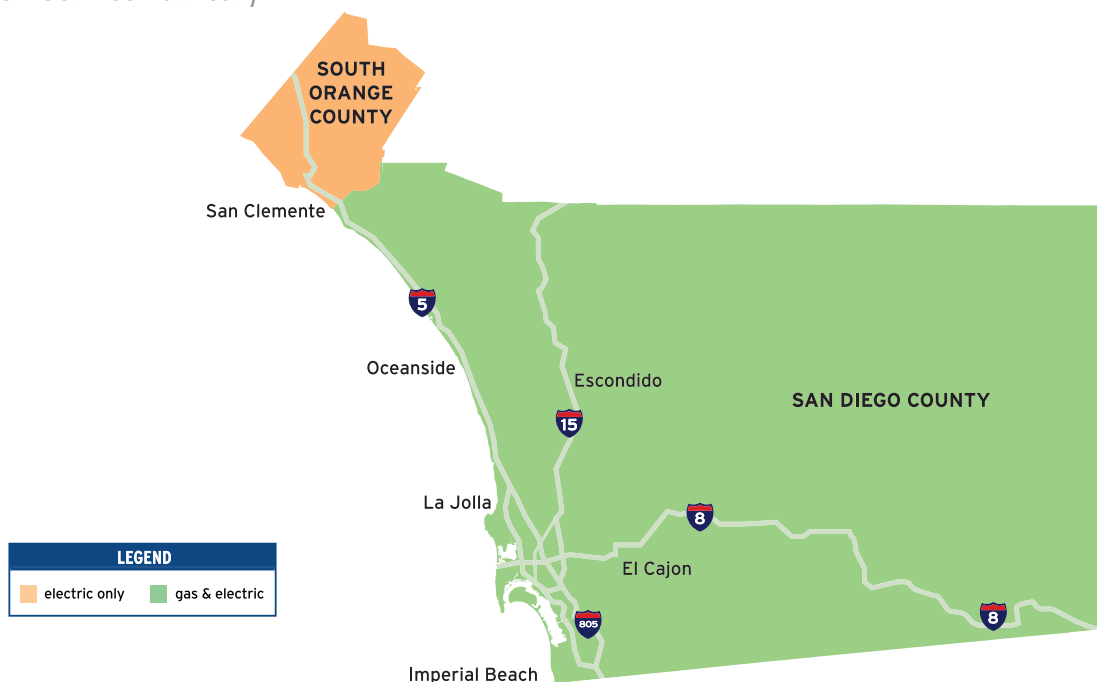 SOUTH
ORANGE
COUNTY
San Clemente
5
Oceanside
Escondido
SAN DIEGO COUNTY
15
La Jolla
8
LEGEND
electric only
gas & electric
El Cajon
8
805
Imperial Beach